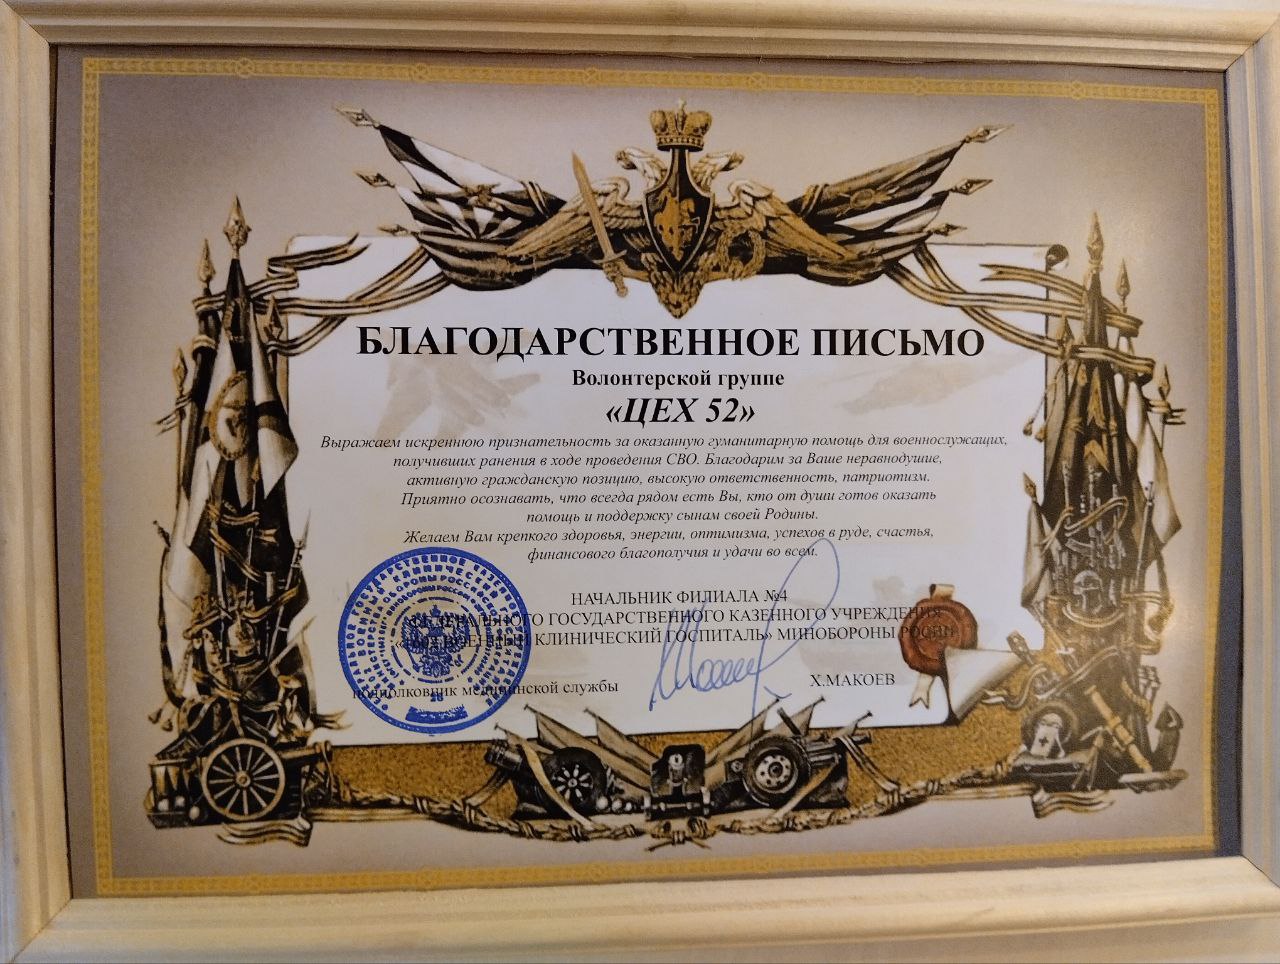 БЛАГОДАРСТВЕННОЕ ПИСЬМО
Волонтерской группе
«ЦЕХ 52»
Выражаем искреннюю признательность за оказанную гуманитарную помощь для военнослужащих,
получивших ранения в ходе проведения СВО. Благодарим за Ваше неравнодушие,
активную гражданскую позицию, высокую ответственность, патриотизм.
Приятно осознавать, что всегда рядом есть Вы, кто от души готов оказать
помощь и поддержку сынам своей Родины.
Желаем Вам крепкого здоровья, энергии, оптимизма, успехов в руде, счастья,
финансового благополучия и удачи во всем.
НАЧАЛЬНИК ФИЛИАЛА №4
ФЕДЕРАЛЬНОГО ГОСУДАРСТВЕННОГО КАЗЕННОГО УЧРЕЖДЕНИЯ
ВОЕННЫЙ КЛИНИЧЕСКИЙ ГОСПИТАЛЬ» МИНОБОРОНЫ
подполковник медицинской службы
Х.МАКОЕВ